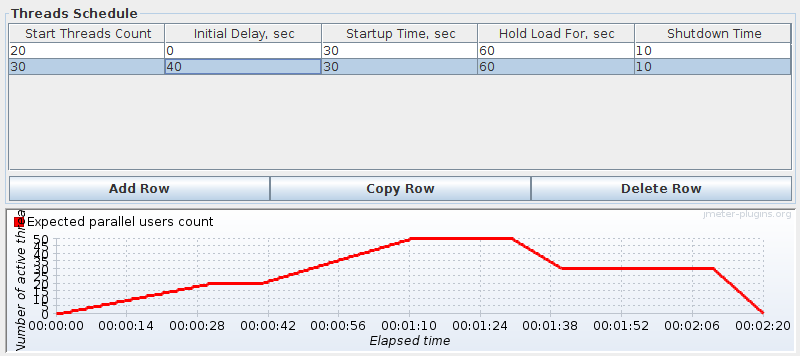 Threads Schedule
Start Threads Count Initial Delay, sec Startup Time, sec Hold Load For, sec Shutdown Time
20 0 30 60 10
30 40 30 60 10
Add Row Copy Row Delete Row
jmeter-plugins.org
Expected parallel users count
Number of active threa
50
45
40
35
30
25
20
15
10
5
0
00:00:00 00:00:14 00:00:28 00:00:42 00:00:56 00:01:10 00:01:24 00:01:38 00:01:52 00:02:06 00:02:20
Elapsed time